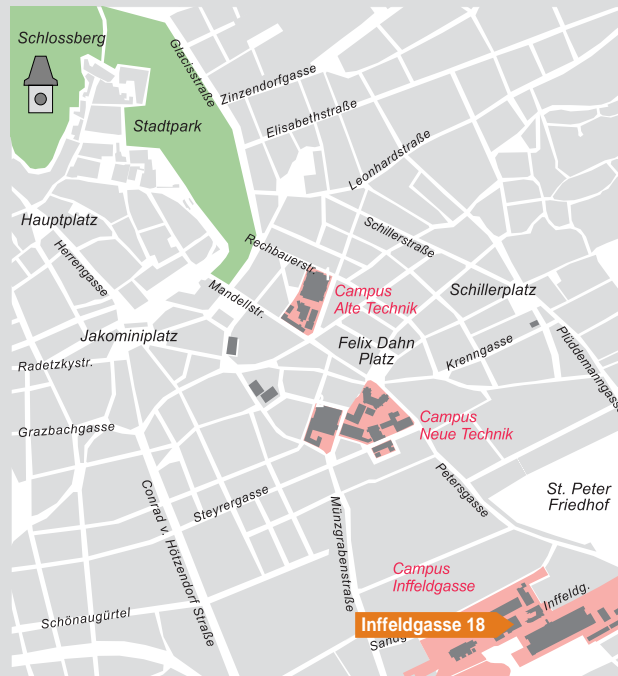 Schlossberg
Glacisstraße
Zinzendorfgasse
Stadtpark
Elisabethstraße
Leonhardstraße
Hauptplatz
Herrengasse
Rechbauerstr.
Schillerstraße
Mandellstr.
Campus
Alte Technik
Schillerplatz
Jakominiplatz
Felix Dahn
Platz
Krenngasse
Plüddemanngasse
Radetzkystr.
Grazbachgasse
Campus
Neue Technik
Petersgasse
St. Peter
Friedhof
Steyrergasse
Conrad v. Hötzendorf Straße
Münzgrabenstraße
Campus
Inffeldgasse
Inffeldg.
Schönaugürtel
Inffeldgasse 18